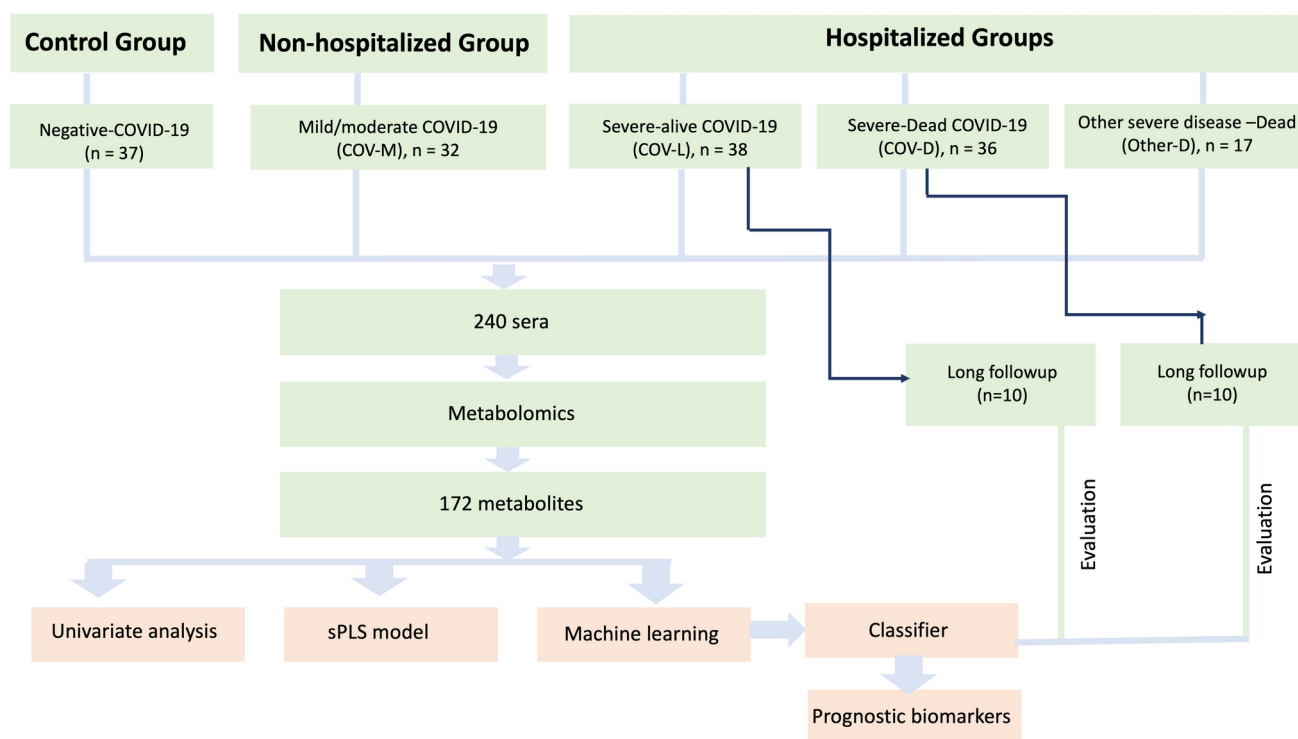 Control Group
Non-hospitalized Group
Hospitalized Groups
Negative-COVID-19
(n = 37)
Mild/moderate COVID-19
(COV-M), n = 32
Severe-alive COVID-19
(COV-L), n = 38
Severe-Dead COVID-19
(COV-D), n = 36
Other severe disease –Dead
(Other-D), n = 17
240 sera
Long followup
(n=10)
Long followup
(n=10)
Metabolomics
172 metabolites
Evaluation
Evaluation
Univariate analysis
sPLS model
Machine learning
Classifier
Prognostic biomarkers